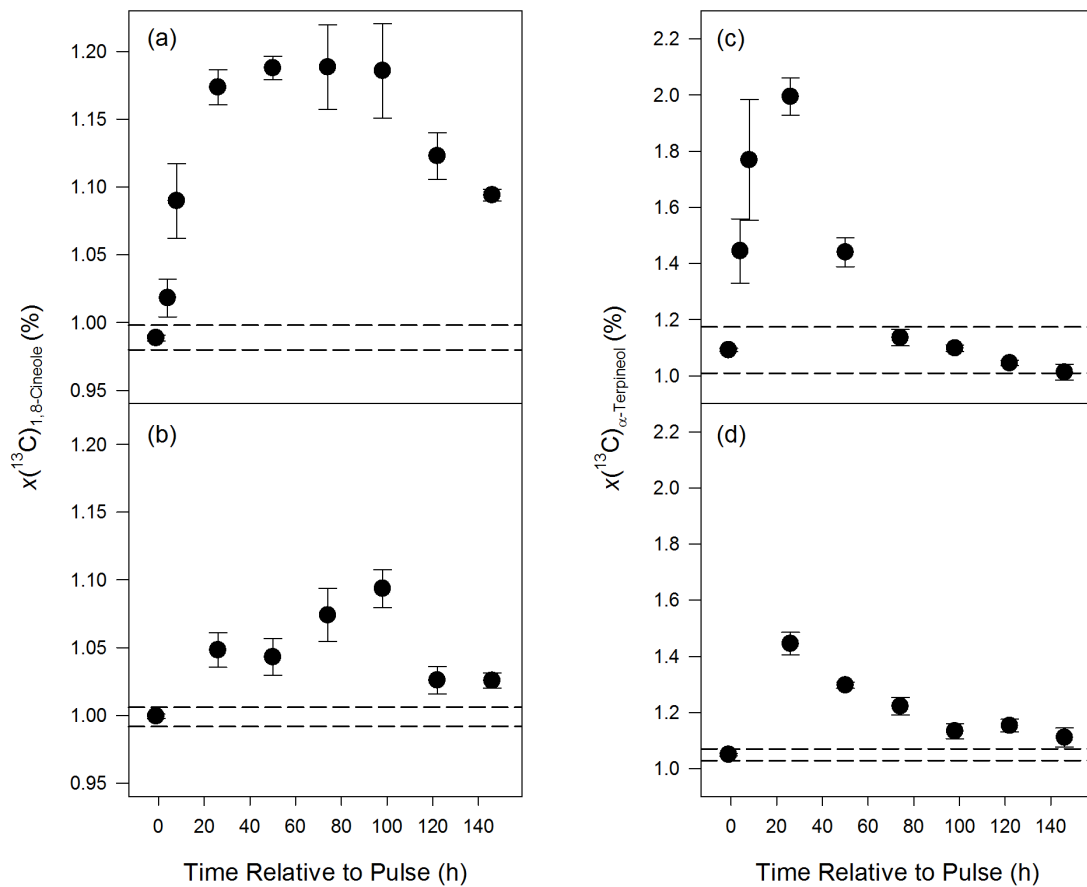 (a)
1.20
1.15
1.10
1.05
1.00
0.95
(b)
1.20
1.15
1.10
1.05
1.00
0.95
x(¹³C)₁,₈₋Cineole (%)
0 20 40 60 80 100 120 140
Time Relative to Pulse (h)
(c)
2.2
2.0
1.8
1.6
1.4
1.2
1.0
(d)
2.2
2.0
1.8
1.6
1.4
1.2
1.0
x(¹³C)α-Terpineol (%)
0 20 40 60 80 100 120 140
Time Relative to Pulse (h)